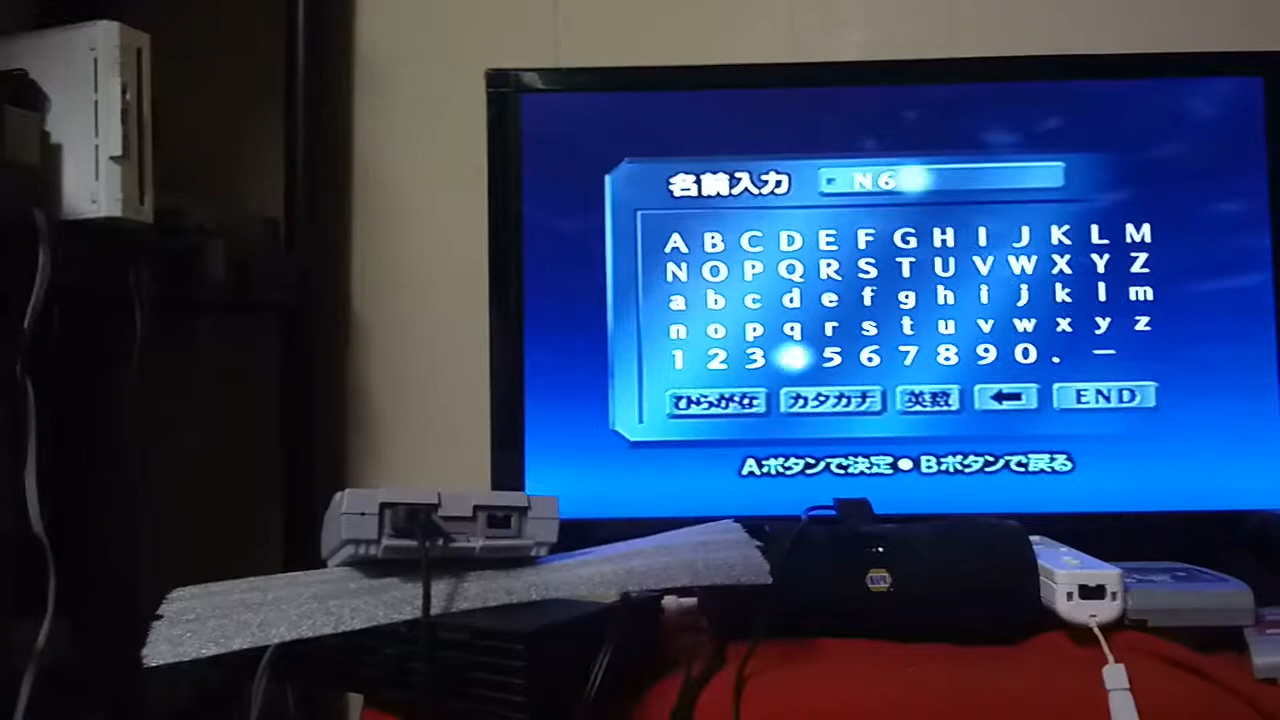 名前入力 N6
A B C D E F G H I J K L M
N O P Q R S T U V W X Y Z
a b c d e f g h i j k l m
n o p q r s t u v w x y z
1 2 3 4 5 6 7 8 9 0 . −
ひらがな カタカナ 英数 ← END
Aボタンで決定●Bボタンで戻る